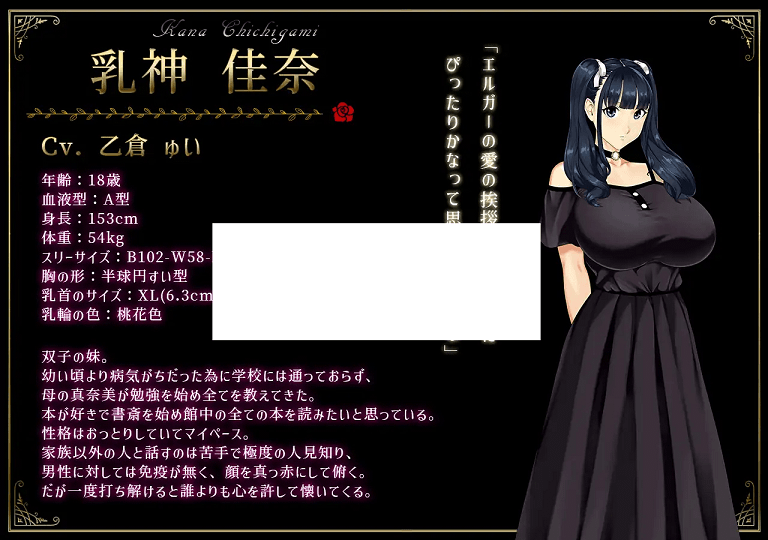 Kana Chichigami
乳神 佳奈
Cv. 乙倉 ゅい
年齢：18歳
血液型：A型
身長：153cm
体重：54kg
スリーサイズ：B102-W58-
胸の形：半球円すい型
乳首のサイズ：XL(6.3cm
乳輪の色：桃花色
双子の妹。
幼い頃より病気がちだった為に学校には通っておらず、
母の真奈美が勉強を始め全てを教えてきた。
本が好きで書斎を始め館中の全ての本を読みたいと思っている。
性格はおっとりしていてマイペース。
家族以外の人と話すのは苦手で極度の人見知り、
男性に対しては免疫が無く、顔を真っ赤にして俯く。
だが一度打ち解けると誰よりも心を許して懐いてくる。
「エルガーの愛の挨拶
ぴったりかなって思
」